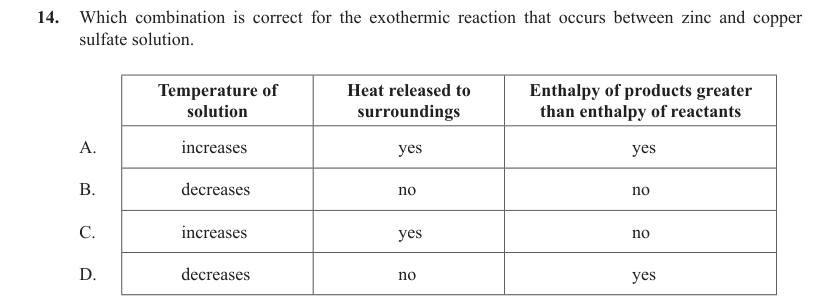 14. Which combination is correct for the exothermic reaction that occurs between zinc and copper
sulfate solution.
Temperature of solution Heat released to surroundings Enthalpy of products greater than enthalpy of reactants
A. increases yes yes
B. decreases no no
C. increases yes no
D. decreases no yes